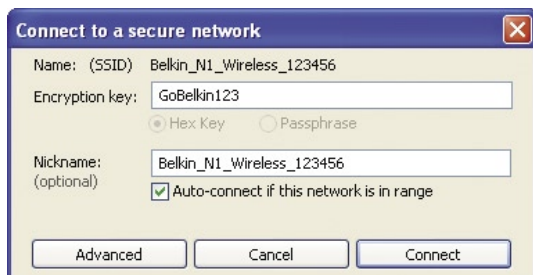 Connect to a secure network
Name: (SSID) Belkin_N1_Wireless_123456
Encryption key: GoBelkin123
Hex Key Passphrase
Nickname: Belkin_N1_Wireless_123456
(optional)
Auto-connect if this network is in range
Advanced Cancel Connect